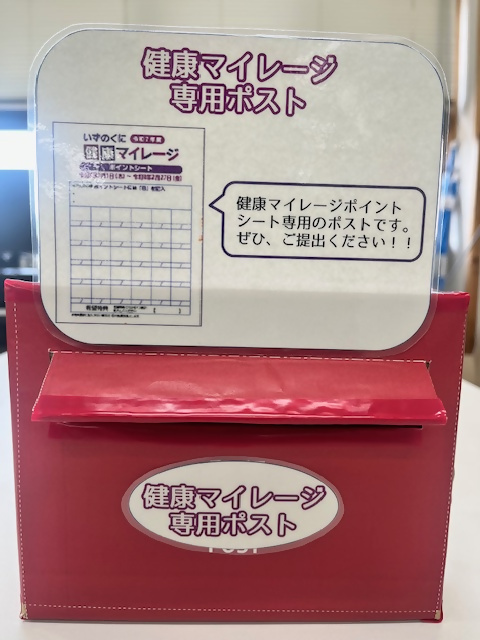 健康マイレージ
専用ポスト
いずのくに 令和7年度
健康マイレージ
ポイントシート
健康マイレージポイント
シート専用のポストです。
ぜひ、ご提出ください！！
健康マイレージ
専用ポスト